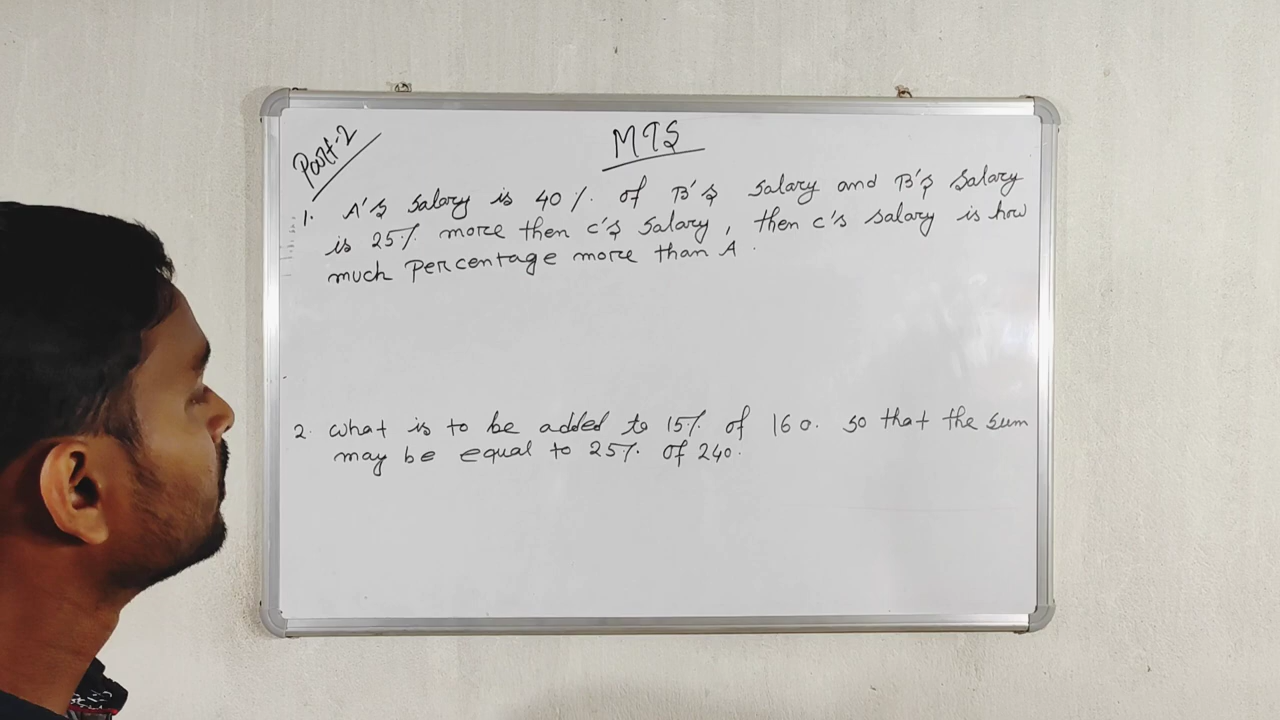 Part-2
MTS
1. A's salary is 40%. of B's salary and B's salary
is 25% more then c's salary, then c's salary is how
much percentage more than A.
2. what is to be added to 15% of 160. so that the sum
may be equal to 25% of 240.